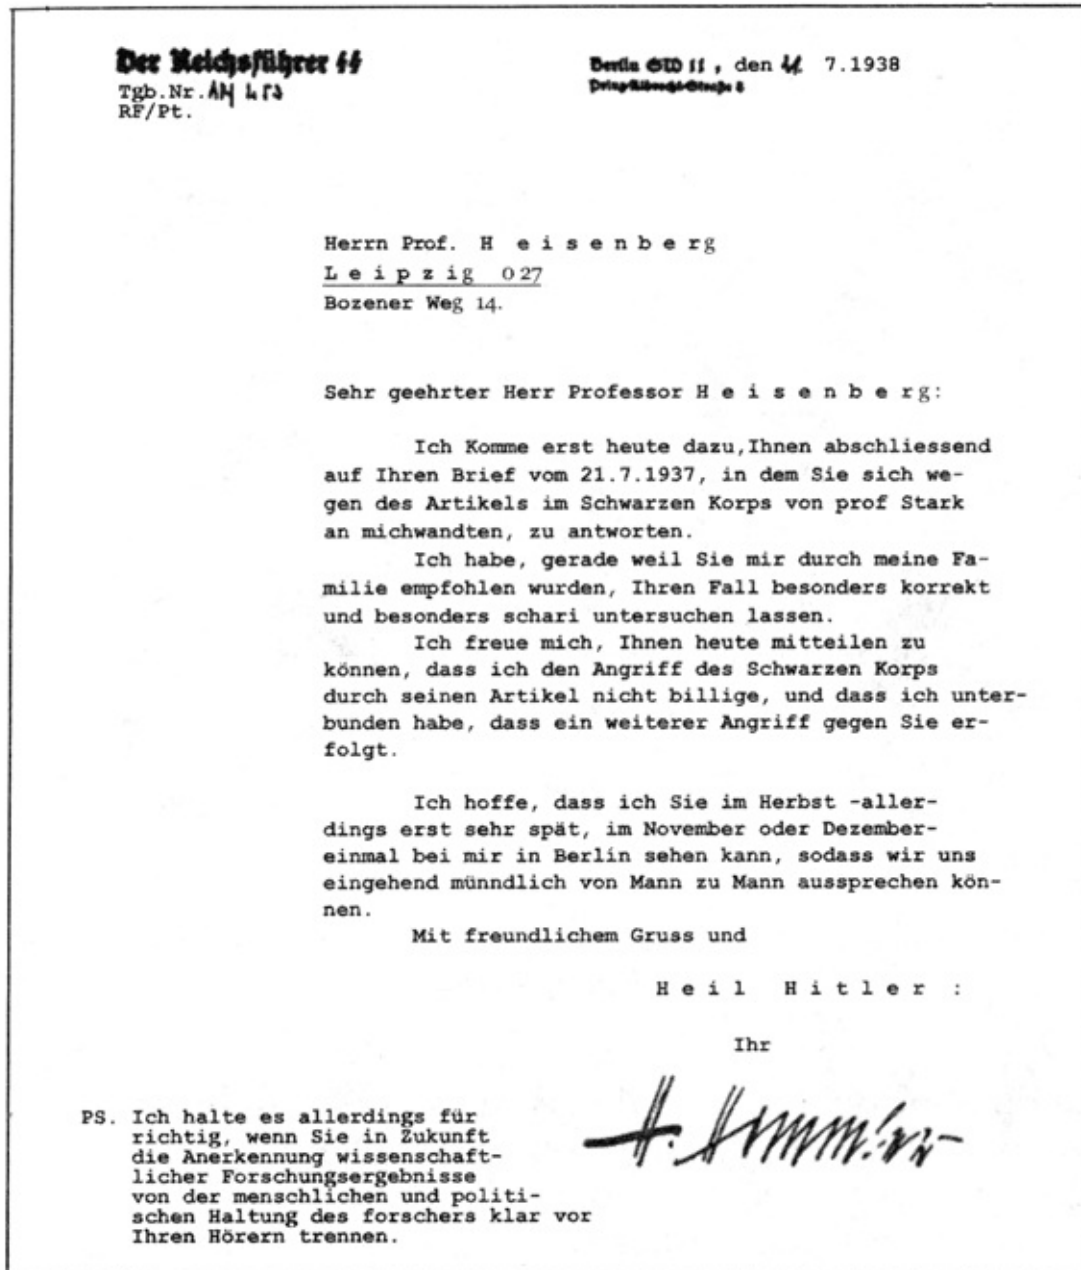 Der Reichsführer SS
Tgb.Nr.
RF/Pt.
Berlin SW 11, den 7.1938
Prinz-Albrecht-Straße 8
Herrn Prof. H e i s e n b e r g
L e i p z i g O 27
Bozener Weg 14.
Sehr geehrter Herr Professor H e i s e n b e r g:
Ich Komme erst heute dazu,Ihnen abschliessend
auf Ihren Brief vom 21.7.1937, in dem Sie sich we-
gen des Artikels im Schwarzen Korps von prof Stark
an michwandten, zu antworten.
Ich habe, gerade weil Sie mir durch meine Fa-
milie empfohlen wurden, Ihren Fall besonders korrekt
und besonders schari untersuchen lassen.
Ich freue mich, Ihnen heute mitteilen zu
können, dass ich den Angriff des Schwarzen Korps
durch seinen Artikel nicht billige, und dass ich unter-
bunden habe, dass ein weiterer Angriff gegen Sie er-
folgt.
Ich hoffe, dass ich Sie im Herbst -aller-
dings erst sehr spät, im November oder Dezember-
einmal bei mir in Berlin sehen kann, sodass wir uns
eingehend münndlich von Mann zu Mann aussprechen kön-
nen.
Mit freundlichem Gruss und
H e i l H i t l e r :
Ihr
H. Himmler
PS. Ich halte es allerdings für
richtig, wenn Sie in Zukunft
die Anerkennung wissenschaft-
licher Forschungsergebnisse
von der menschlichen und politi-
schen Haltung des forschers klar vor
Ihren Hörern trennen.